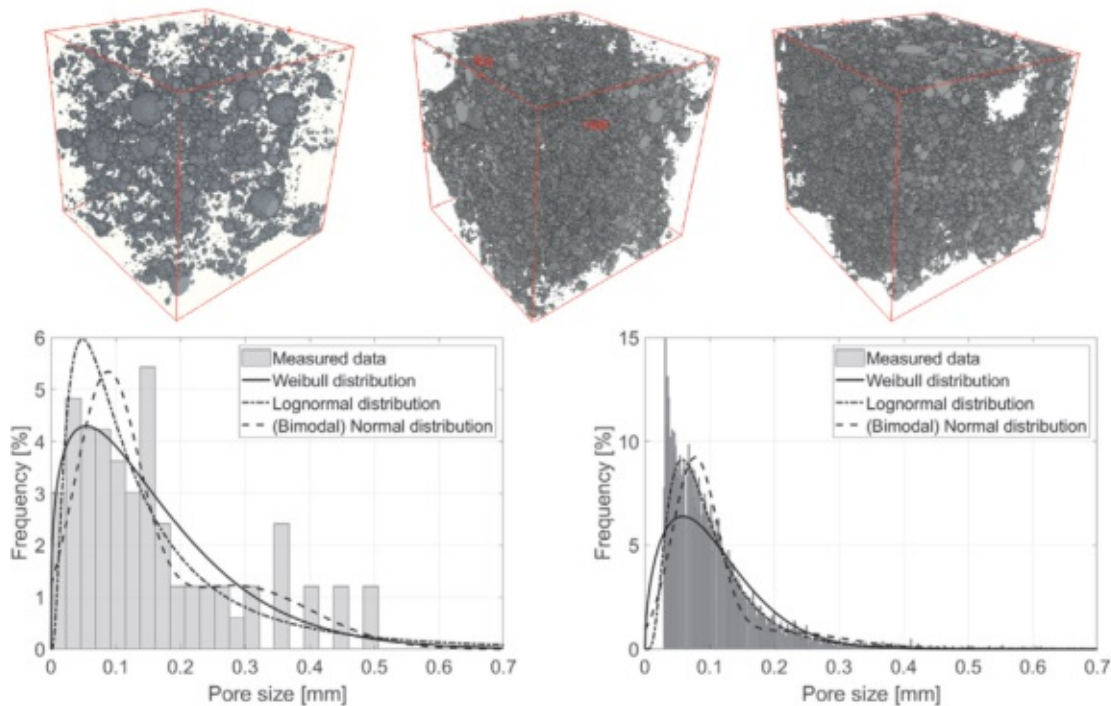 6
5
4
3
2
1
0
Frequency [%]
Measured data
Weibull distribution
Lognormal distribution
(Bimodal) Normal distribution
0 0.1 0.2 0.3 0.4 0.5 0.6 0.7
Pore size [mm]
15
10
5
0
Frequency [%]
Measured data
Weibull distribution
Lognormal distribution
(Bimodal) Normal distribution
0 0.1 0.2 0.3 0.4 0.5 0.6 0.7
Pore size [mm]